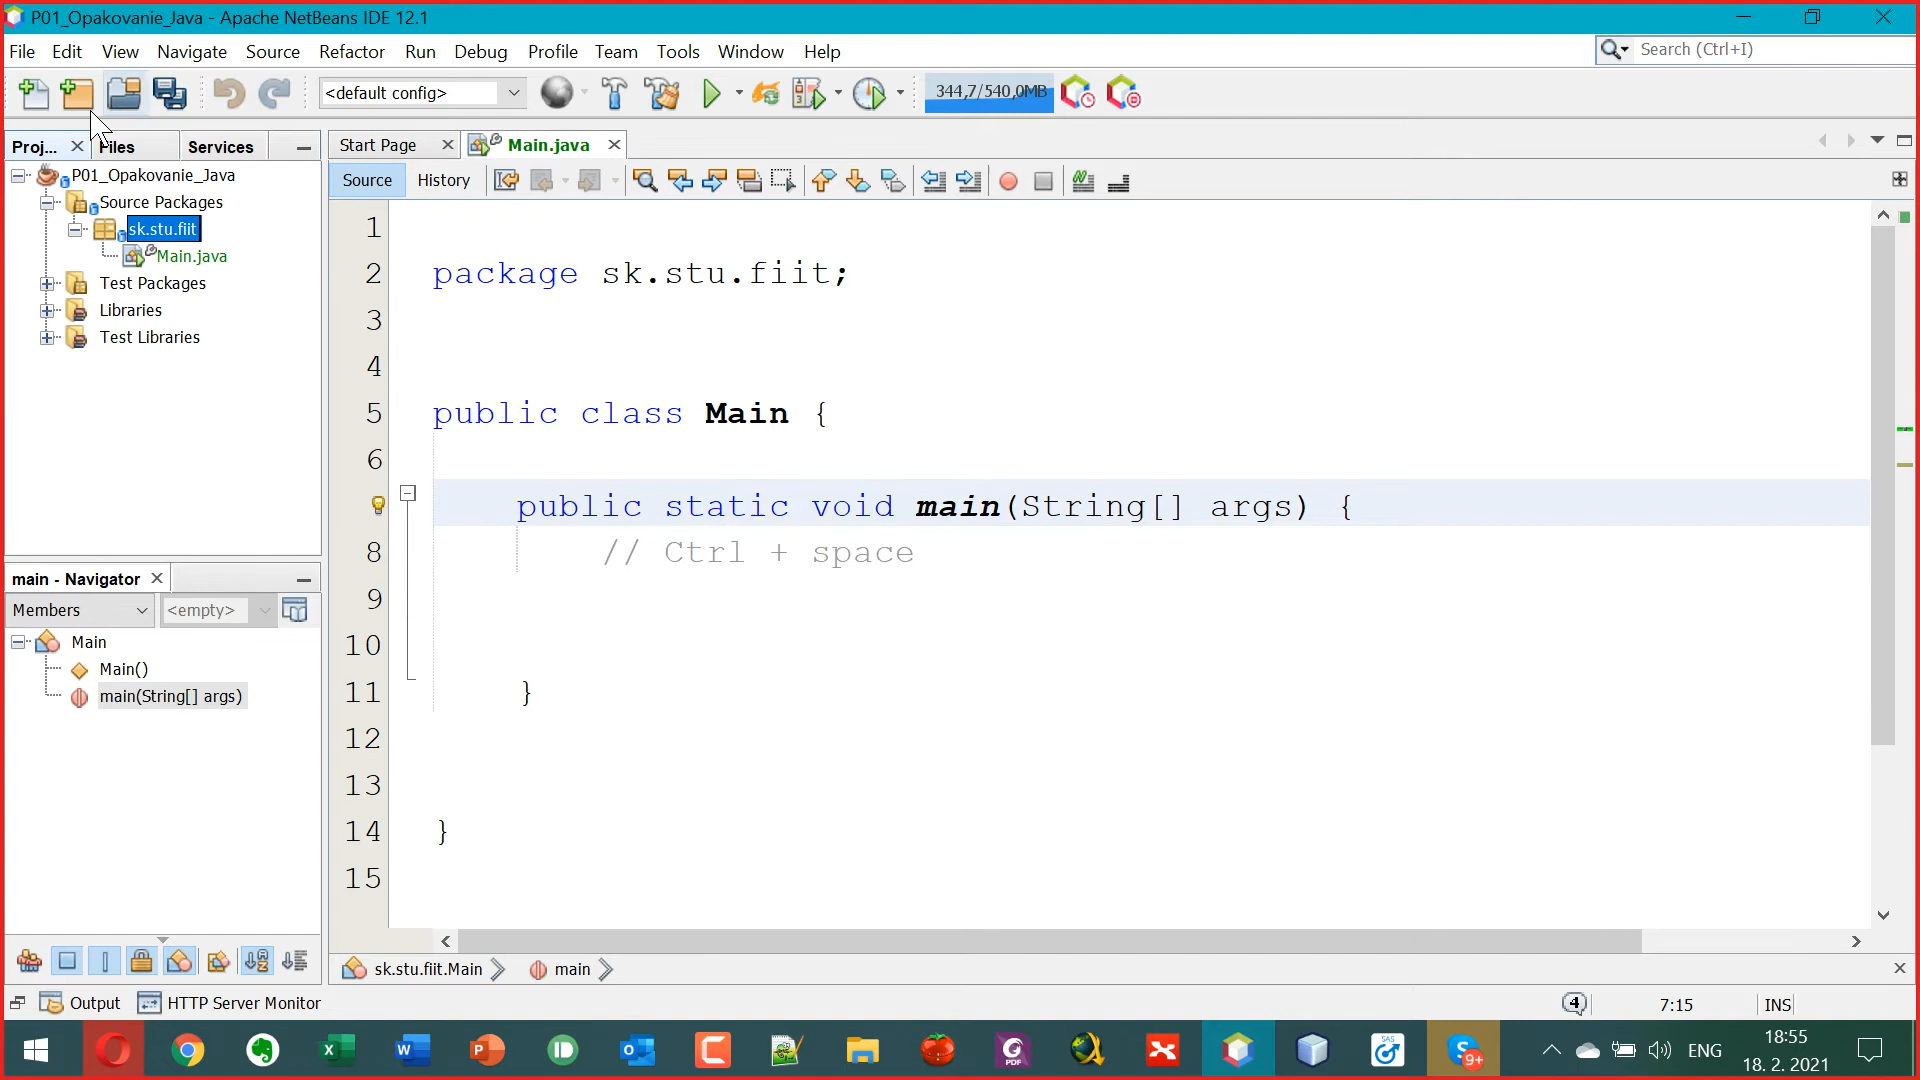 P01_Opakovanie_Java - Apache NetBeans IDE 12.1
File Edit View Navigate Source Refactor Run Debug Profile Team Tools Window Help
Search (Ctrl+I)
<default config>
344,7/540,0MB
Proj... Files Services
Start Page Main.java
Source History
P01_Opakovanie_Java
Source Packages
sk.stu.fiit
Main.java
Test Packages
Libraries
Test Libraries
1
2 package sk.stu.fiit;
3
4
5 public class Main {
6
public static void main(String[] args) {
8 // Ctrl + space
9
10
11 }
12
13
14 }
15
main - Navigator
Members <empty>
Main
Main()
main(String[] args)
sk.stu.fiit.Main main
Output HTTP Server Monitor
4 7:15 INS
ENG
18:55
18. 2. 2021
9+
PDF
SAS